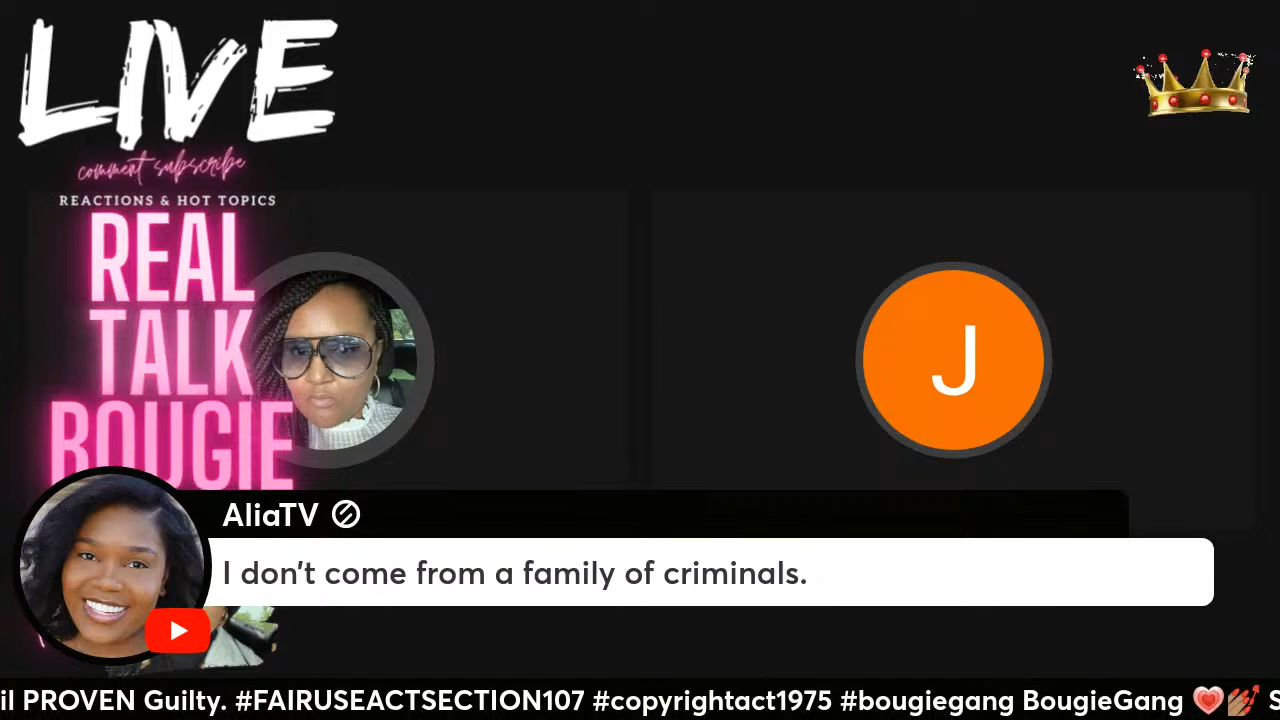 LIVE
comment subscribe
REACTIONS & HOT TOPICS
REAL
TALK
BOUGIE
J
AliaTV
I don't come from a family of criminals.
il PROVEN Guilty. #FAIRUSEACTSECTION107 #copyrightact1975 #bougiegang BougieGang 💗💅🏾 S